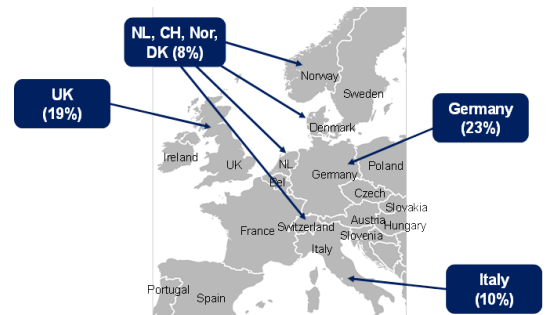 NL, CH, Nor,
DK (8%)
UK
(19%)
Germany
(23%)
Italy
(10%)
Norway
Sweden
Denmark
Ireland
UK
NL
Bel
Germany
Poland
Czech
Slovakia
Austria
Hungary
France
Switzerland
Slovenia
Italy
Portugal
Spain